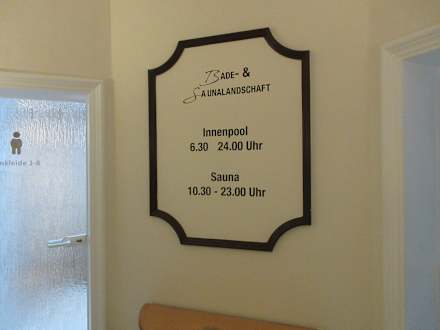 Bade- &
Saunalandschaft
Innenpool
6.30 24.00 Uhr
Sauna
10.30 - 23.00 Uhr